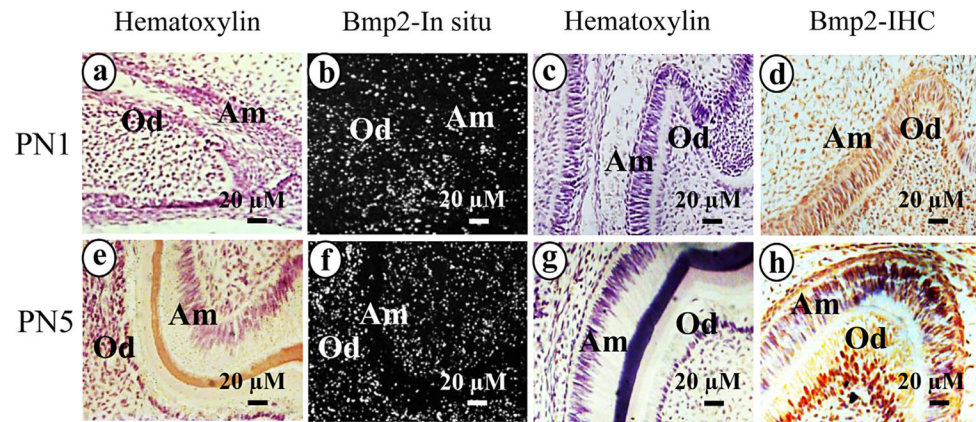 Hematoxylin Bmp2-In situ Hematoxylin Bmp2-IHC
PN1
a Od Am 20 µM
b Od Am 20 µM
c Am Od 20 µM
d Am Od 20 µM
PN5
e Od Am 20 µM
f Od Am 20 µM
g Am Od 20 µM
h Am Od 20 µM